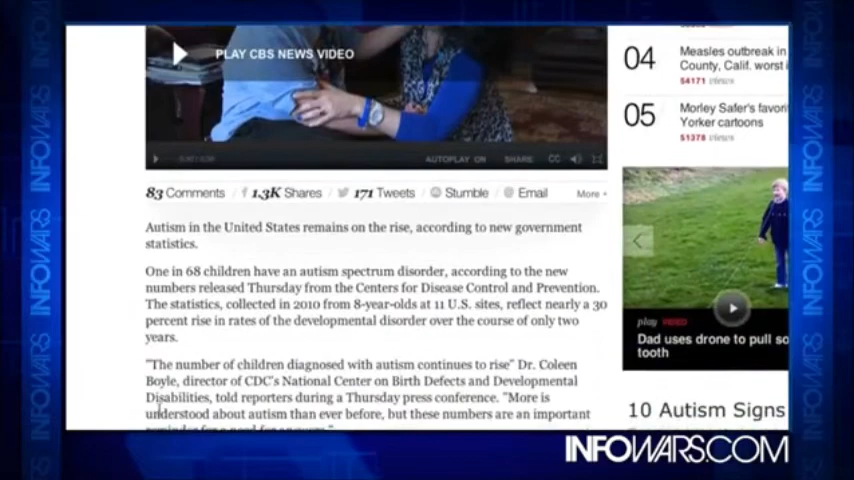 INFOWARS
INFOWARS
INFOWARS
INFOWARS
PLAY CBS NEWS VIDEO
AUTOPLAY ON SHARE CC
83 Comments / f 1.3K Shares / 171 Tweets / Stumble / Email More +
Autism in the United States remains on the rise, according to new government
statistics.
One in 68 children have an autism spectrum disorder, according to the new
numbers released Thursday from the Centers for Disease Control and Prevention.
The statistics, collected in 2010 from 8-year-olds at 11 U.S. sites, reflect nearly a 30
percent rise in rates of the developmental disorder over the course of only two
years.
"The number of children diagnosed with autism continues to rise" Dr. Coleen
Boyle, director of CDC's National Center on Birth Defects and Developmental
Disabilities, told reporters during a Thursday press conference. "More is
understood about autism than ever before, but these numbers are an important
04 Measles outbreak in
County, Calif. worst i
54171 views
05 Morley Safer's favori
Yorker cartoons
51378 views
play VIDEO
Dad uses drone to pull so
tooth
10 Autism Signs
INFOWARS.COM